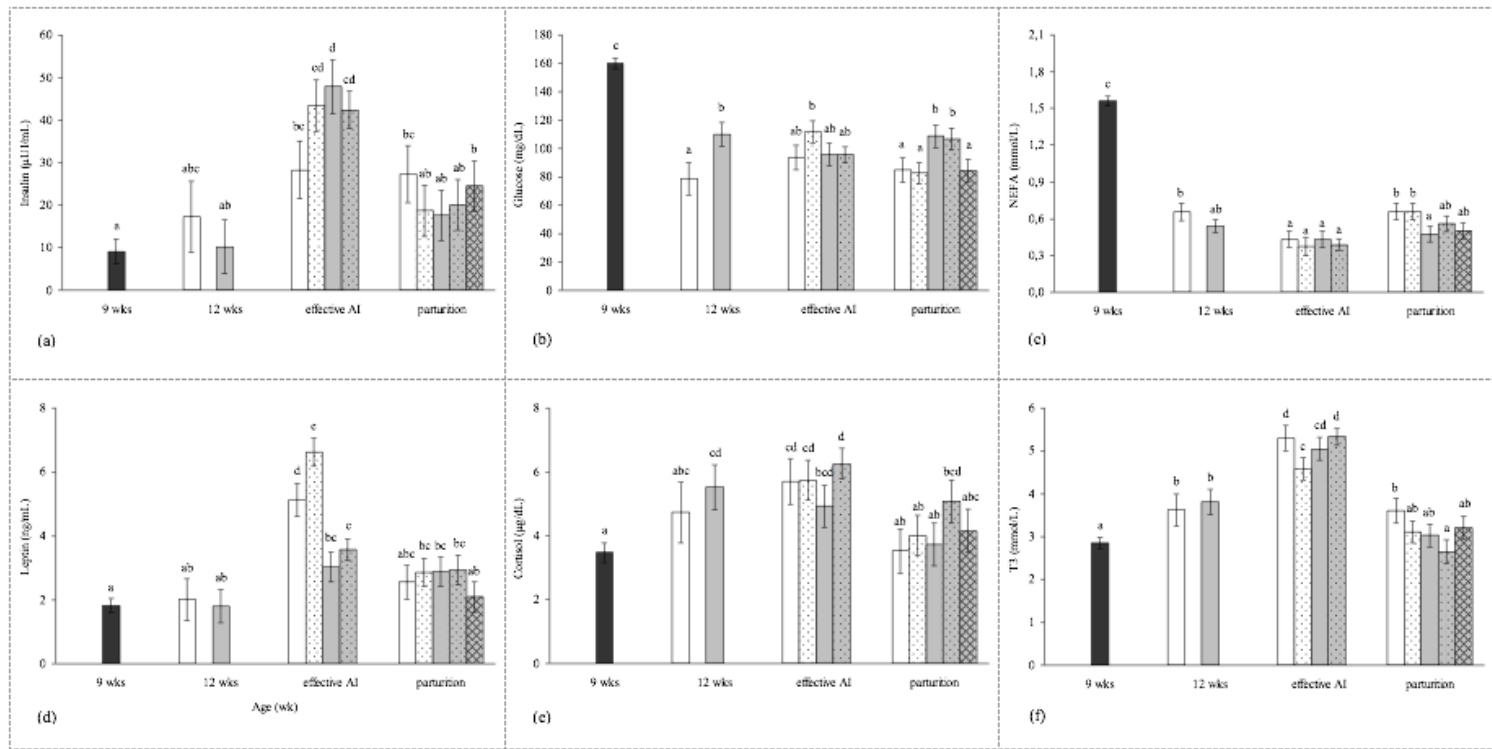 60
50
40
30
20
10
0
Insulin (µUI/mL)
a
abc
ab
bc
cd
d
cd
bc
ab
ab
ab
b
9 wks
12 wks
effective AI
parturition
(a)
180
160
140
120
100
80
60
40
20
0
Glucose (mg/dL)
c
a
b
ab
b
ab
ab
a
a
b
b
a
9 wks
12 wks
effective AI
parturition
(b)
2,1
1,8
1,5
1,2
0,9
0,6
0,3
0,0
NEFA (mmol/L)
c
b
ab
a
a
a
a
b
b
a
ab
ab
9 wks
12 wks
effective AI
parturition
(c)
8
6
4
2
0
Leptin (ng/mL)
a
ab
ab
d
e
bc
c
abc
bc
bc
bc
ab
9 wks
12 wks
effective AI
parturition
Age (wk)
(d)
8
6
4
2
0
Cortisol (µg/dL)
a
abc
cd
cd
cd
bcd
d
ab
ab
ab
bcd
abc
9 wks
12 wks
effective AI
parturition
(e)
6
5
4
3
2
1
0
T3 (mmol/L)
a
b
b
d
c
cd
d
b
ab
ab
a
ab
9 wks
12 wks
effective AI
parturition
(f)